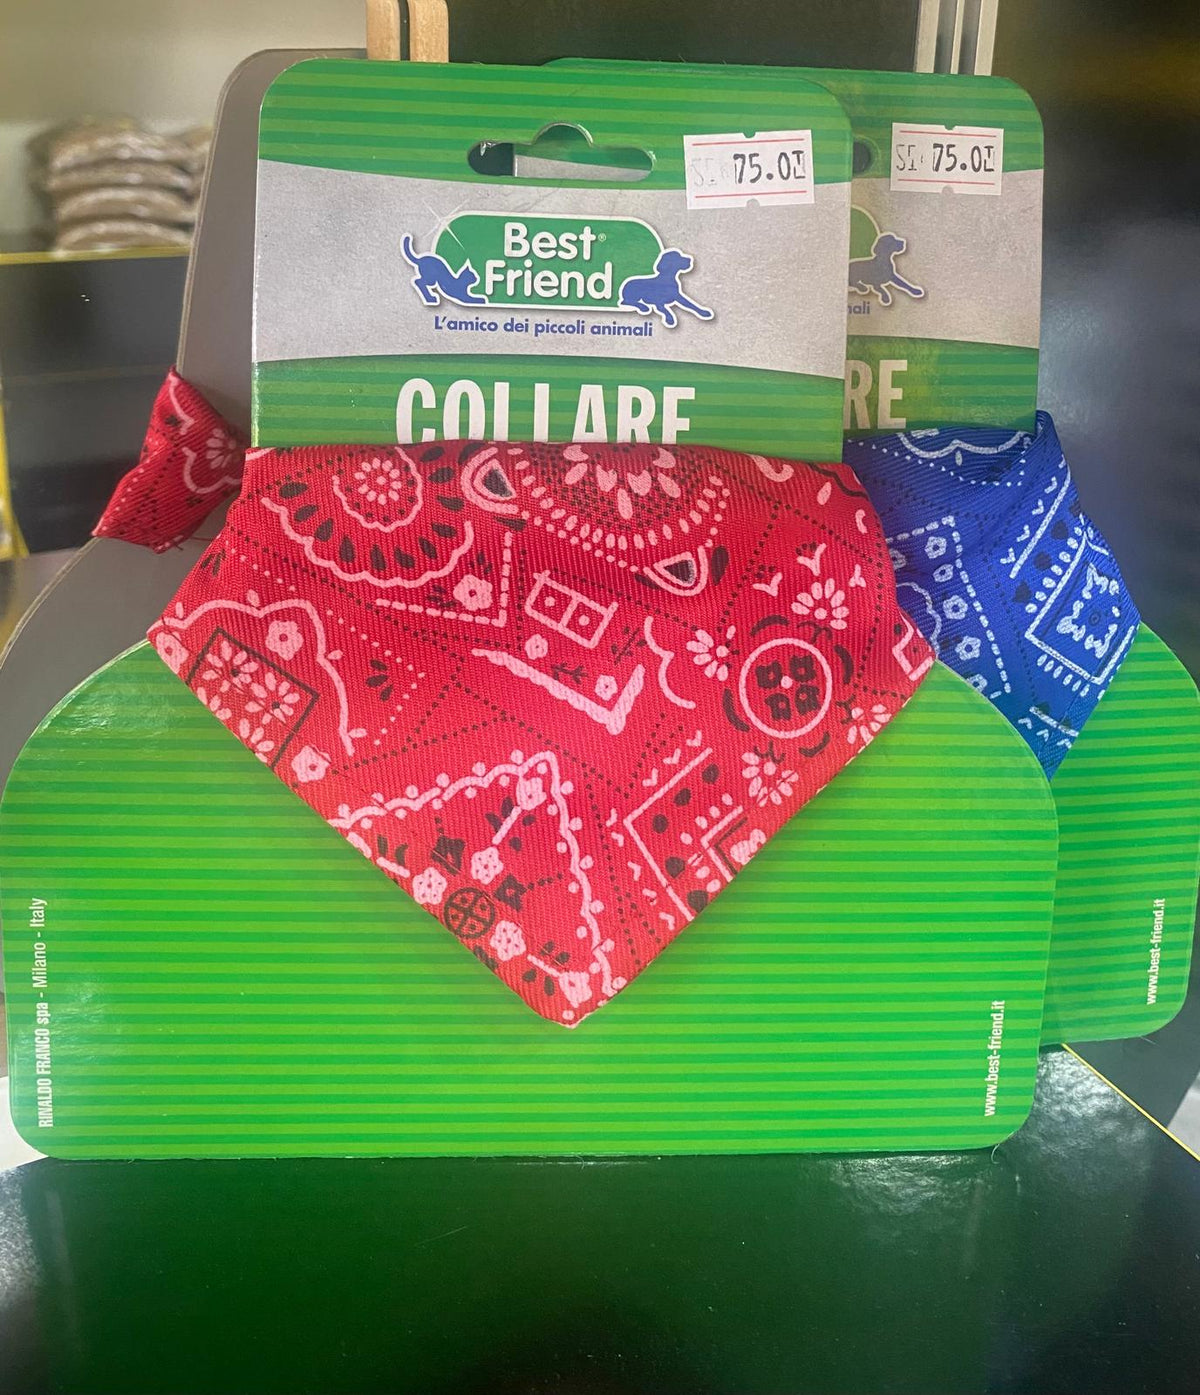 75.0
75.0
Best®
Friend
L'amico dei piccoli animali
nali
COLLARE
RE
RINALDO FRANCO spa - Milano - Italy
www.best-friend.it
www.best-friend.it